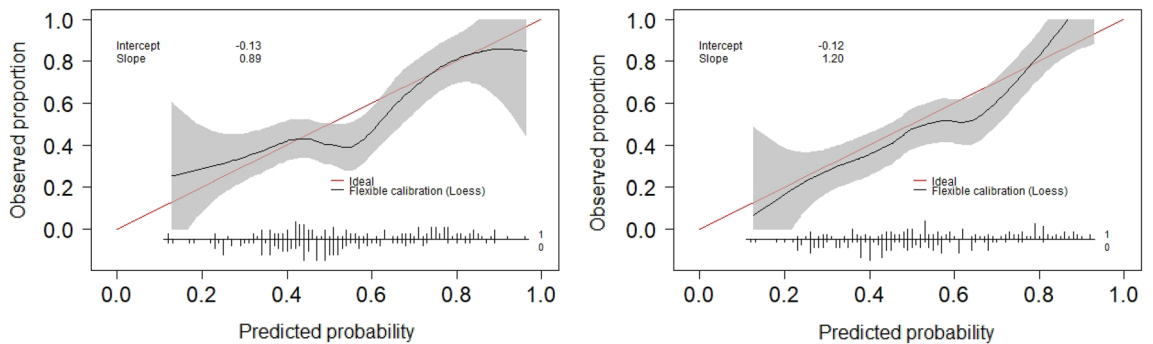 Observed proportion
1.0
0.8
0.6
0.4
0.2
0.0
Intercept -0.13
Slope 0.89
Ideal
Flexible calibration (Loess)
1
0
0.0 0.2 0.4 0.6 0.8 1.0
Predicted probability
Observed proportion
1.0
0.8
0.6
0.4
0.2
0.0
Intercept -0.12
Slope 1.20
Ideal
Flexible calibration (Loess)
1
0
0.0 0.2 0.4 0.6 0.8 1.0
Predicted probability